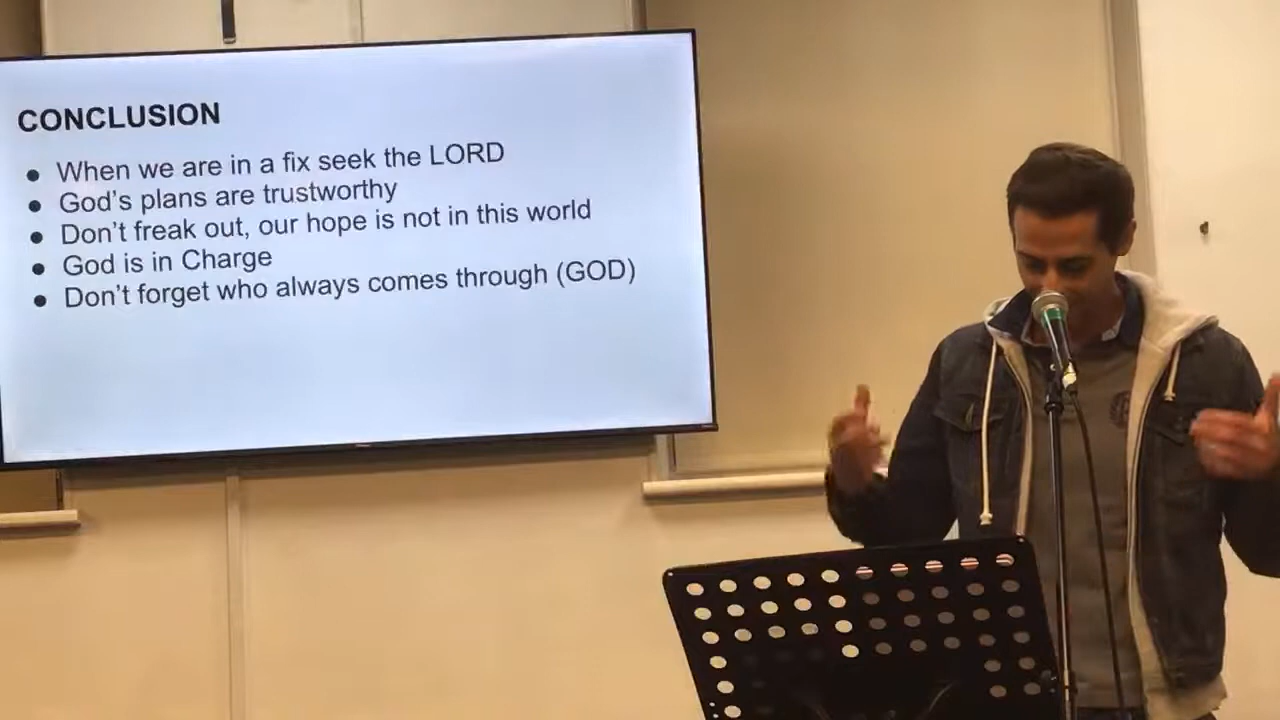 CONCLUSION
● When we are in a fix seek the LORD
● God's plans are trustworthy
● Don't freak out, our hope is not in this world
● God is in Charge
● Don't forget who always comes through (GOD)